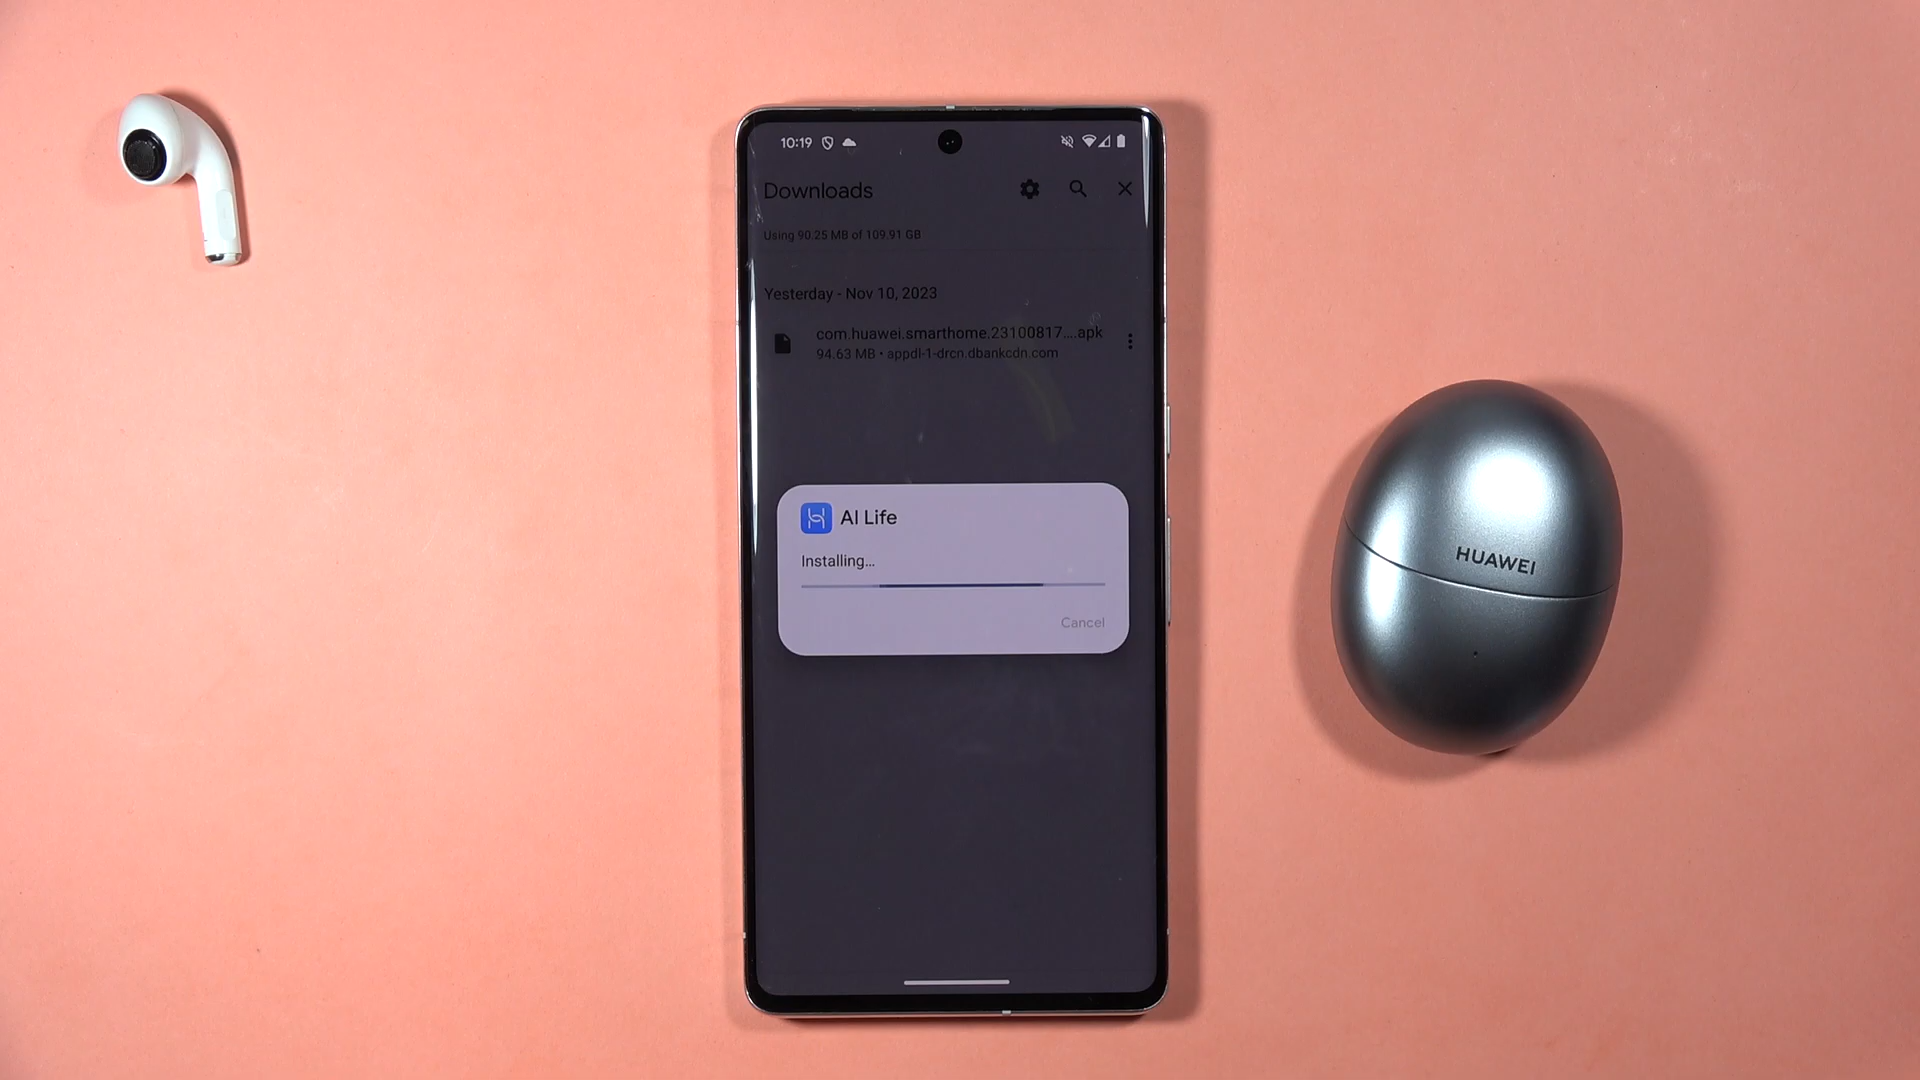 10:19
Downloads
Using 90.25 MB of 109.91 GB
Yesterday - Nov 10, 2023
com.huawei.smarthome.23100817....apk
94.63 MB • appdl-1-drcn.dbankcdn.com
AI Life
Installing...
Cancel
HUAWEI